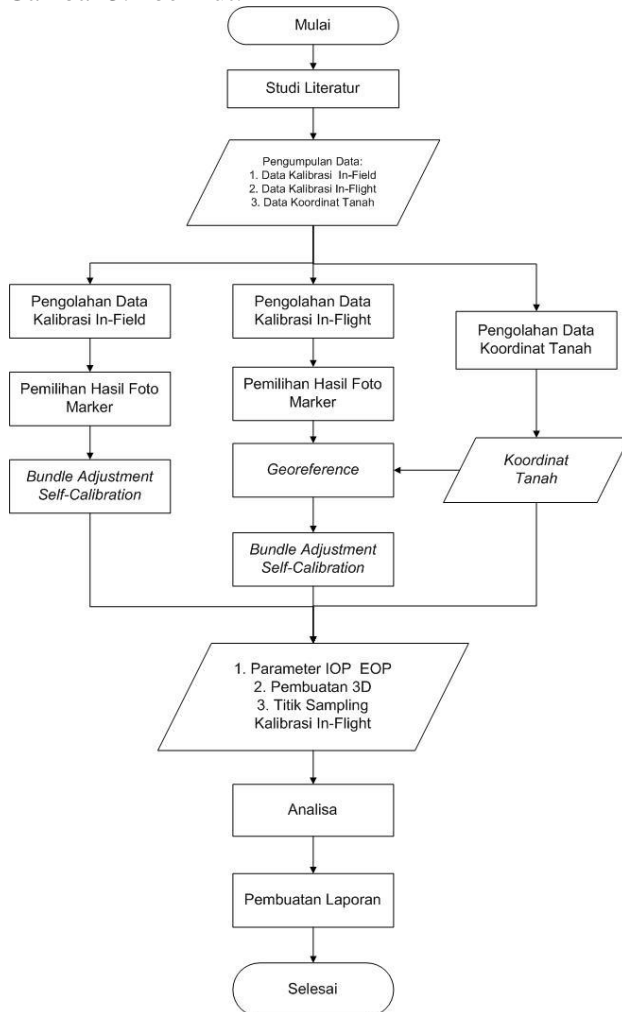 Mulai
Studi Literatur
Pengumpulan Data:
1. Data Kalibrasi In-Field
2. Data Kalibrasi In-Flight
3. Data Koordinat Tanah
Pengolahan Data
Kalibrasi In-Field
Pengolahan Data
Kalibrasi In-Flight
Pengolahan Data
Koordinat Tanah
Pemilihan Hasil Foto
Marker
Pemilihan Hasil Foto
Marker
Bundle Adjustment
Self-Calibration
Georeference
Koordinat
Tanah
Bundle Adjustment
Self-Calibration
1. Parameter IOP EOP
2. Pembuatan 3D
3. Titik Sampling
Kalibrasi In-Flight
Analisa
Pembuatan Laporan
Selesai